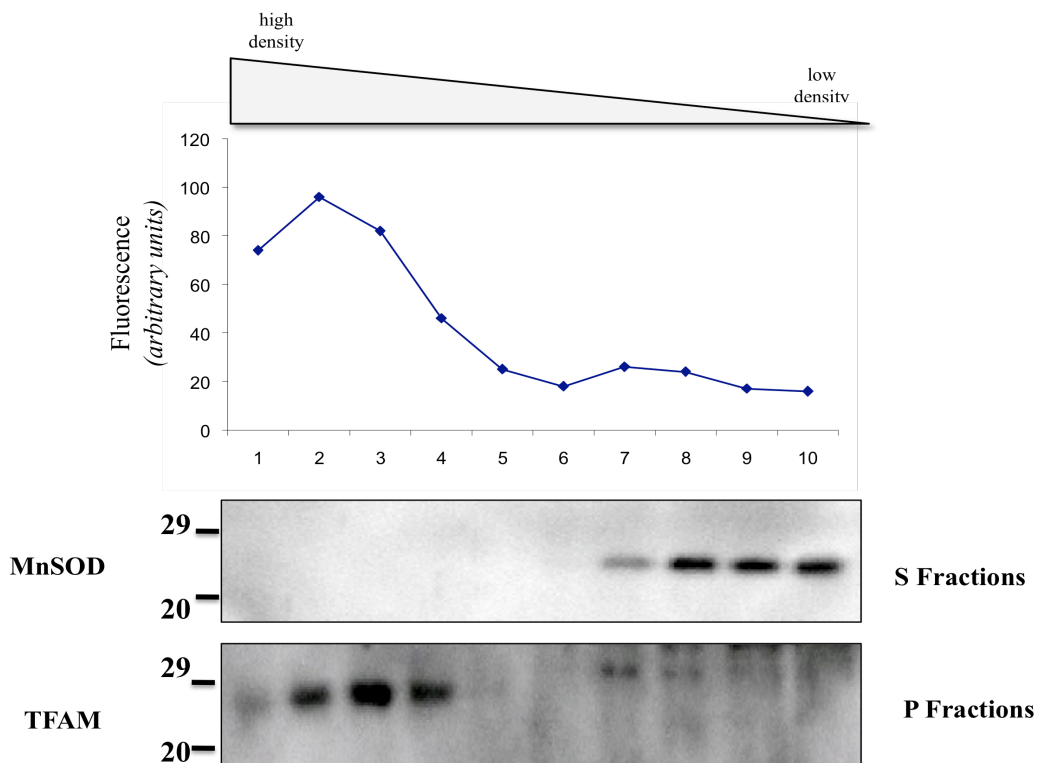 high
density
low
density
120
100
80
60
40
20
0
Fluorescence
(arbitrary units)
1 2 3 4 5 6 7 8 9 10
29
MnSOD
20
S Fractions
29
TFAM
20
P Fractions